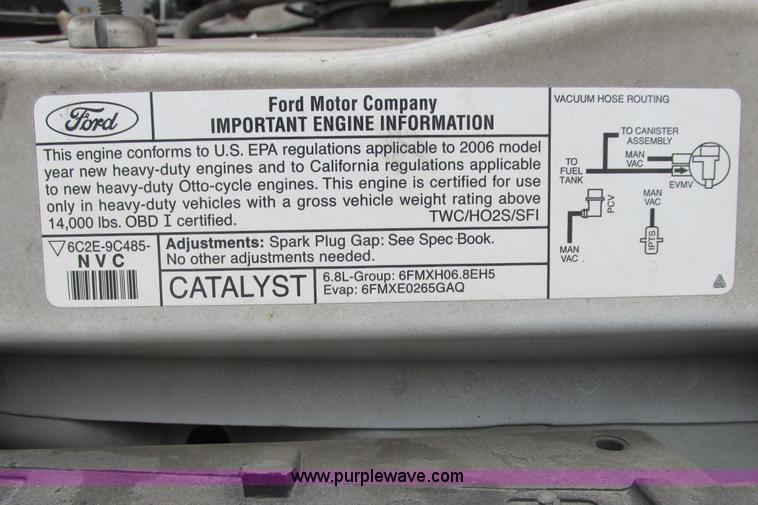 Ford
Ford Motor Company
IMPORTANT ENGINE INFORMATION
This engine conforms to U.S. EPA regulations applicable to 2006 model
year new heavy-duty engines and to California regulations applicable
to new heavy-duty Otto-cycle engines. This engine is certified for use
only in heavy-duty vehicles with a gross vehicle weight rating above
14,000 lbs. OBD I certified. TWC/HO2S/SFI
6C2E-9C485-
NVC
Adjustments: Spark Plug Gap: See Spec Book.
No other adjustments needed.
CATALYST
6.8L-Group: 6FMXH06.8EH5
Evap: 6FMXE0265GAQ
VACUUM HOSE ROUTING
TO CANISTER
ASSEMBLY
TO
FUEL
TANK
MAN
VAC
EVMV
PCV
MAN
VAC
MAN
VAC
IPTS
www.purplewave.com